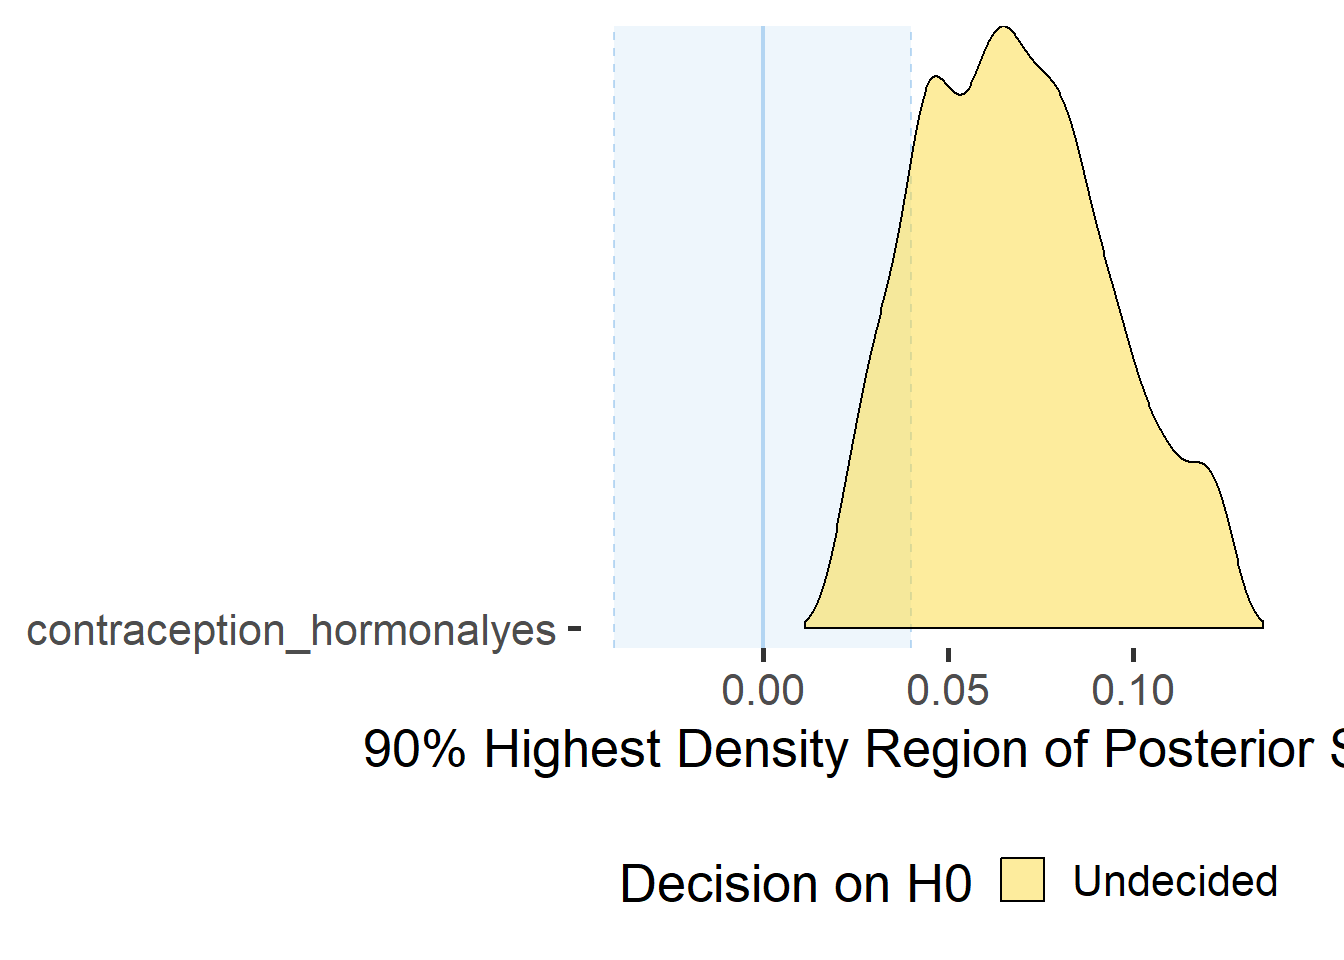 contraception_hormonalyes
0.00 0.05 0.10
90% Highest Density Region of Posterior S
Decision on H0 Undecided